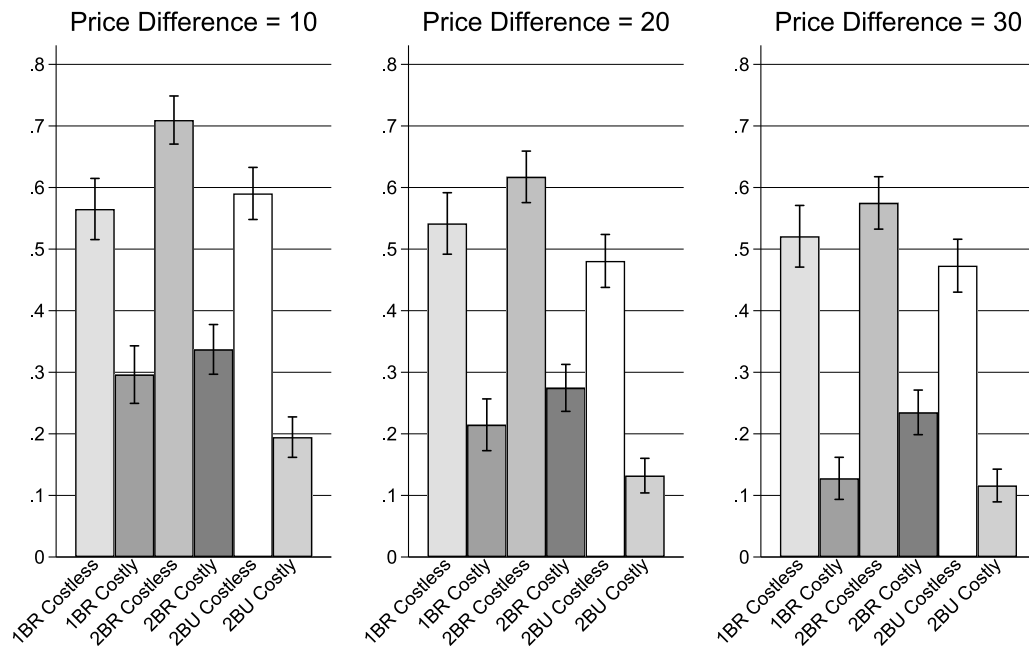 Price Difference = 10
.8
.7
.6
.5
.4
.3
.2
.1
0
1BR Costless
1BR Costly
2BR Costless
2BR Costly
2BU Costless
2BU Costly
Price Difference = 20
.8
.7
.6
.5
.4
.3
.2
.1
0
1BR Costless
1BR Costly
2BR Costless
2BR Costly
2BU Costless
2BU Costly
Price Difference = 30
.8
.7
.6
.5
.4
.3
.2
.1
0
1BR Costless
1BR Costly
2BR Costless
2BR Costly
2BU Costless
2BU Costly